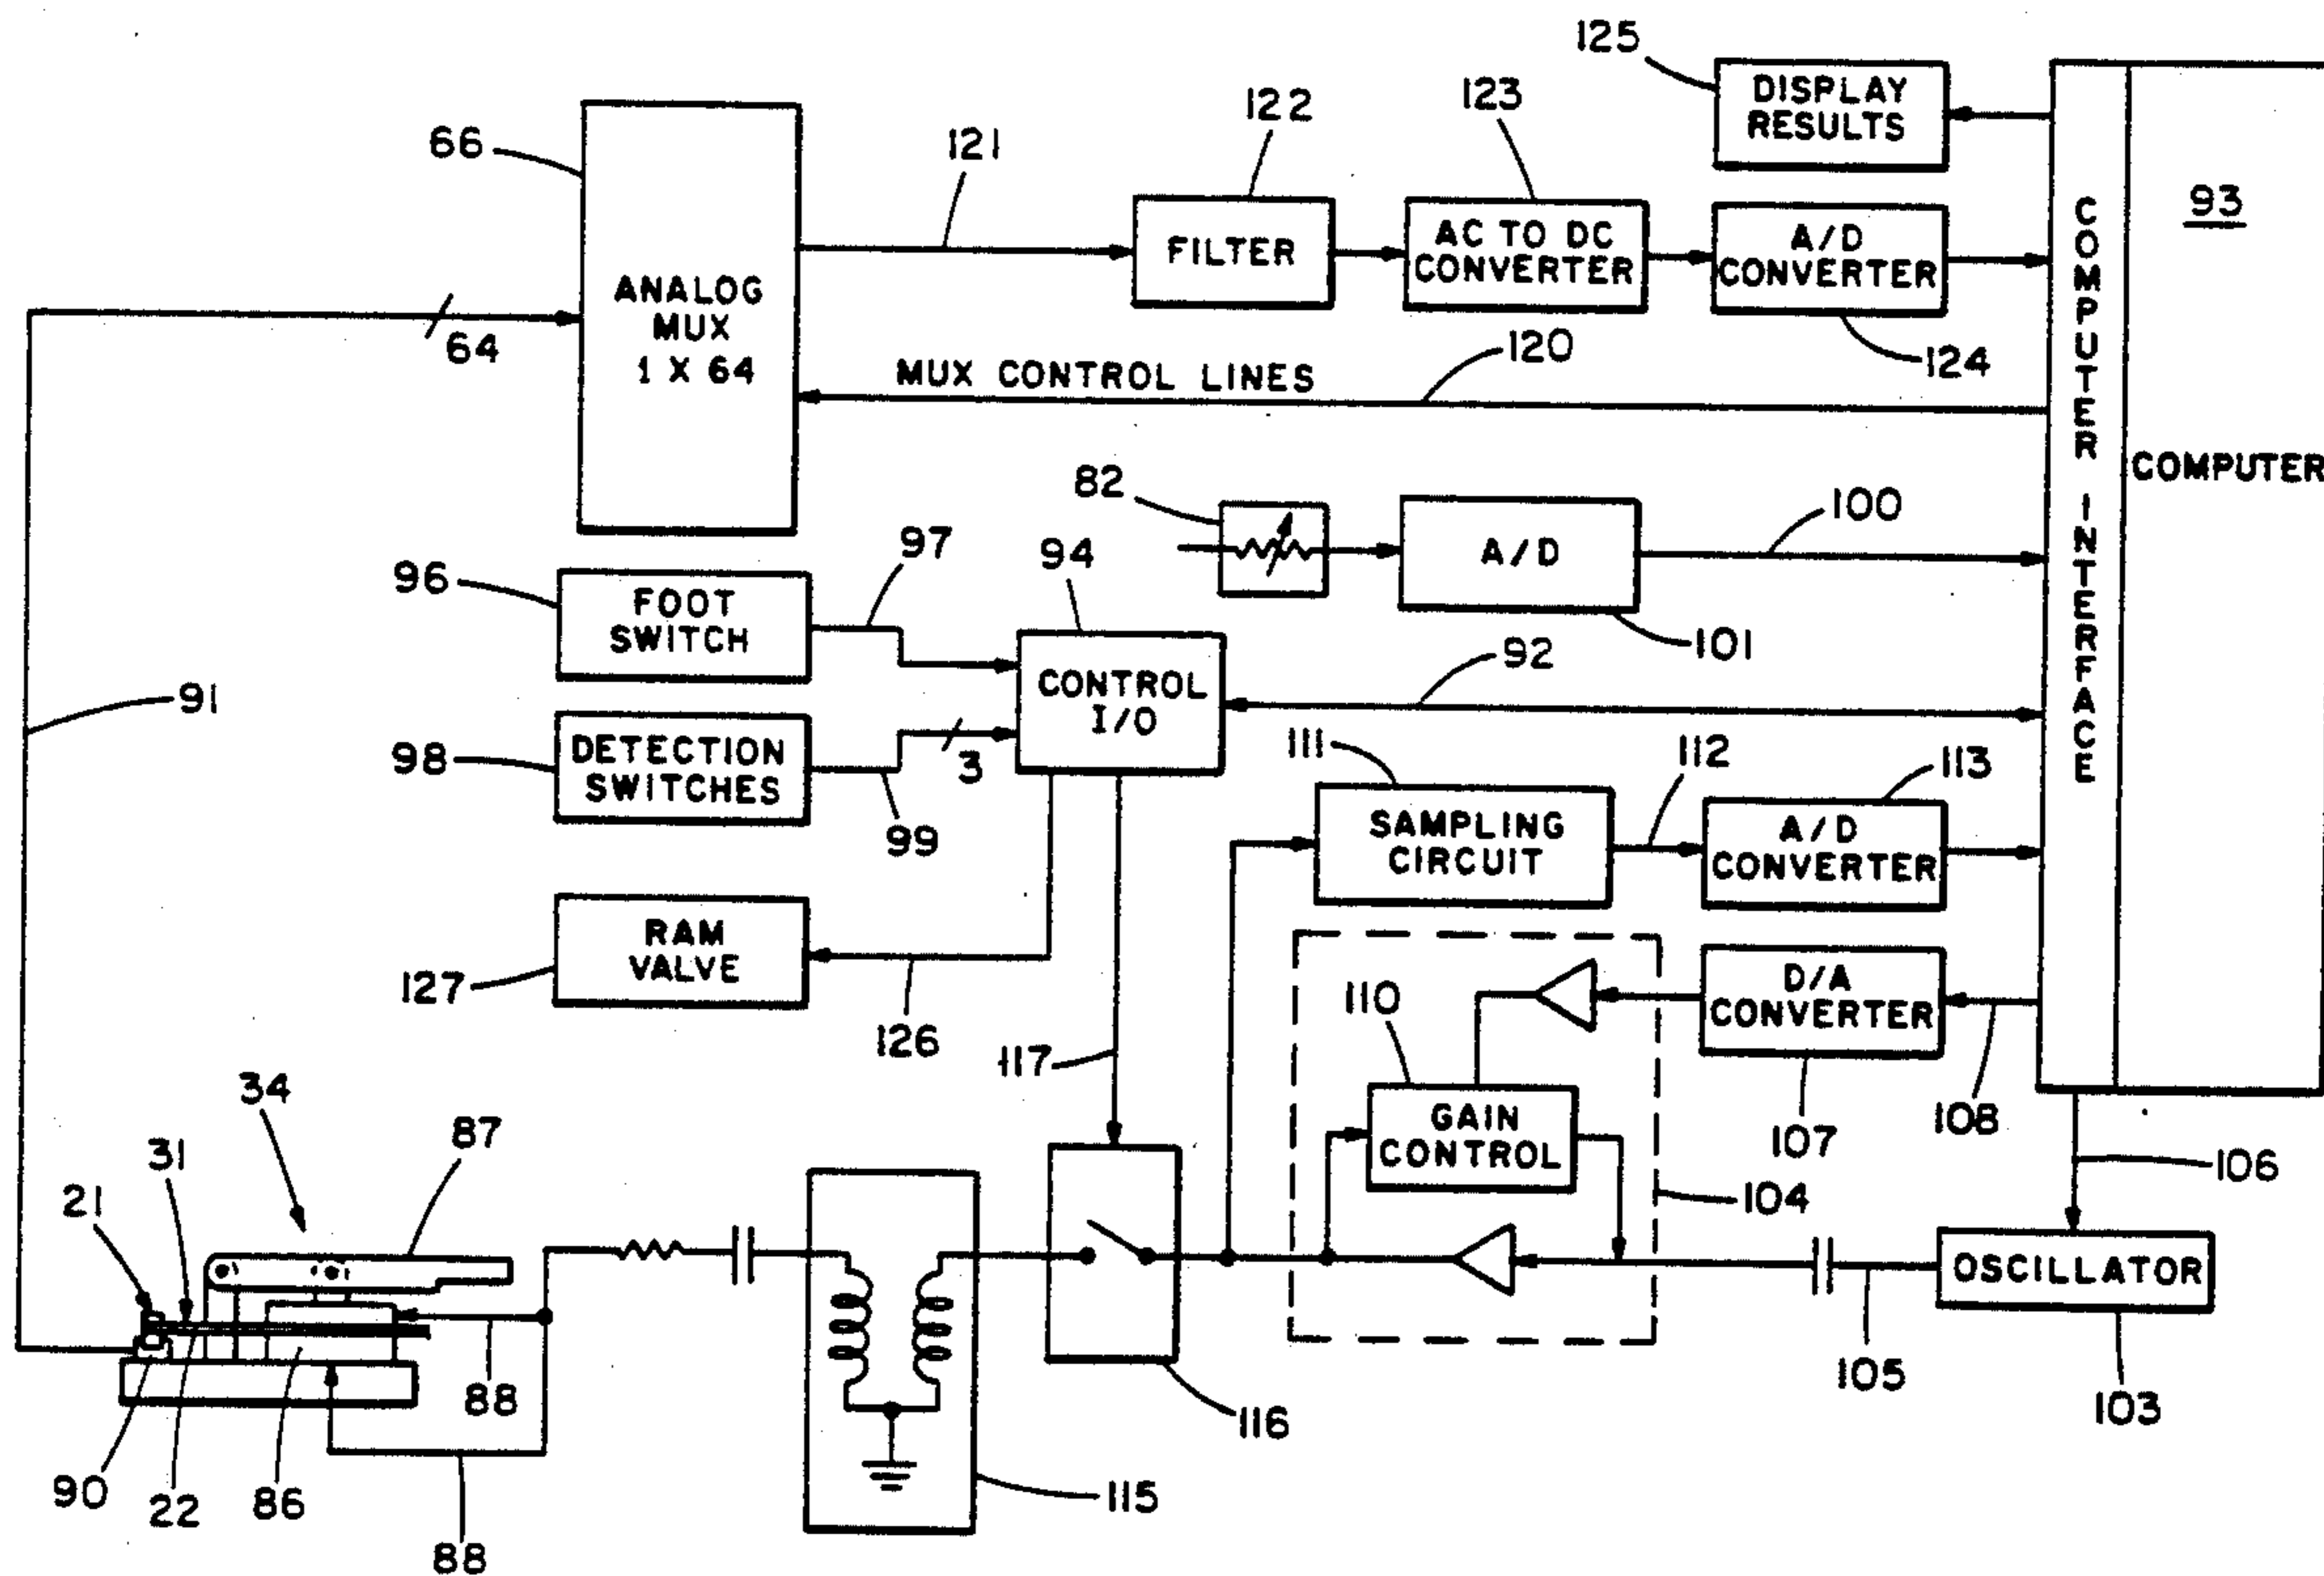 125
DISPLAY
RESULTS
66
121
122
123
93
FILTER
AC TO DC
CONVERTER
A/D
CONVERTER
ANALOG
MUX
1 X 64
64
124
120
MUX CONTROL LINES
COMPUTER INTERFACE
COMPUTER
82
100
A/D
101
96
FOOT
SWITCH
97
94
CONTROL
I/O
92
91
98
DETECTION
SWITCHES
3
99
111
SAMPLING
CIRCUIT
112
113
A/D
CONVERTER
RAM
VALVE
127
126
117
110
D/A
CONVERTER
108
107
GAIN
CONTROL
104
106
34
87
31
21
OSCILLATOR
105
103
88
116
90
22
86
115
88